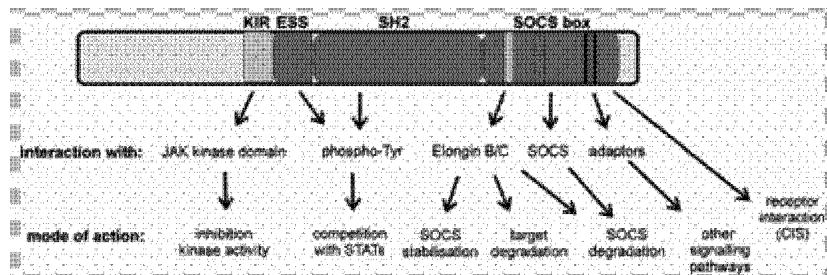 KIR ESS SH2 SOCS box
interaction with: JAK kinase domain phospho-Tyr Elongin B/C SOCS adaptors
receptor
interaction
(CIS)
mode of action: inhibition competition SOCS target SOCS other
kinase activity with STATs stabilisation degradation degradation signalling
pathways